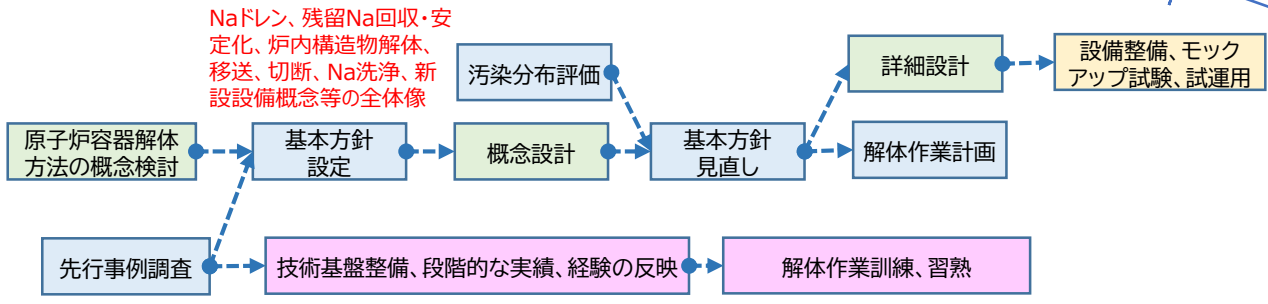 Naドレン、残留Na回収・安
定化、炉内構造物解体、
移送、切断、Na洗浄、新
設設備概念等の全体像
汚染分布評価
詳細設計
設備整備、モック
アップ試験、試運用
原子炉容器解体
方法の概念検討
基本方針
設定
概念設計
基本方針
見直し
解体作業計画
先行事例調査
技術基盤整備、段階的な実績、経験の反映
解体作業訓練、習熟